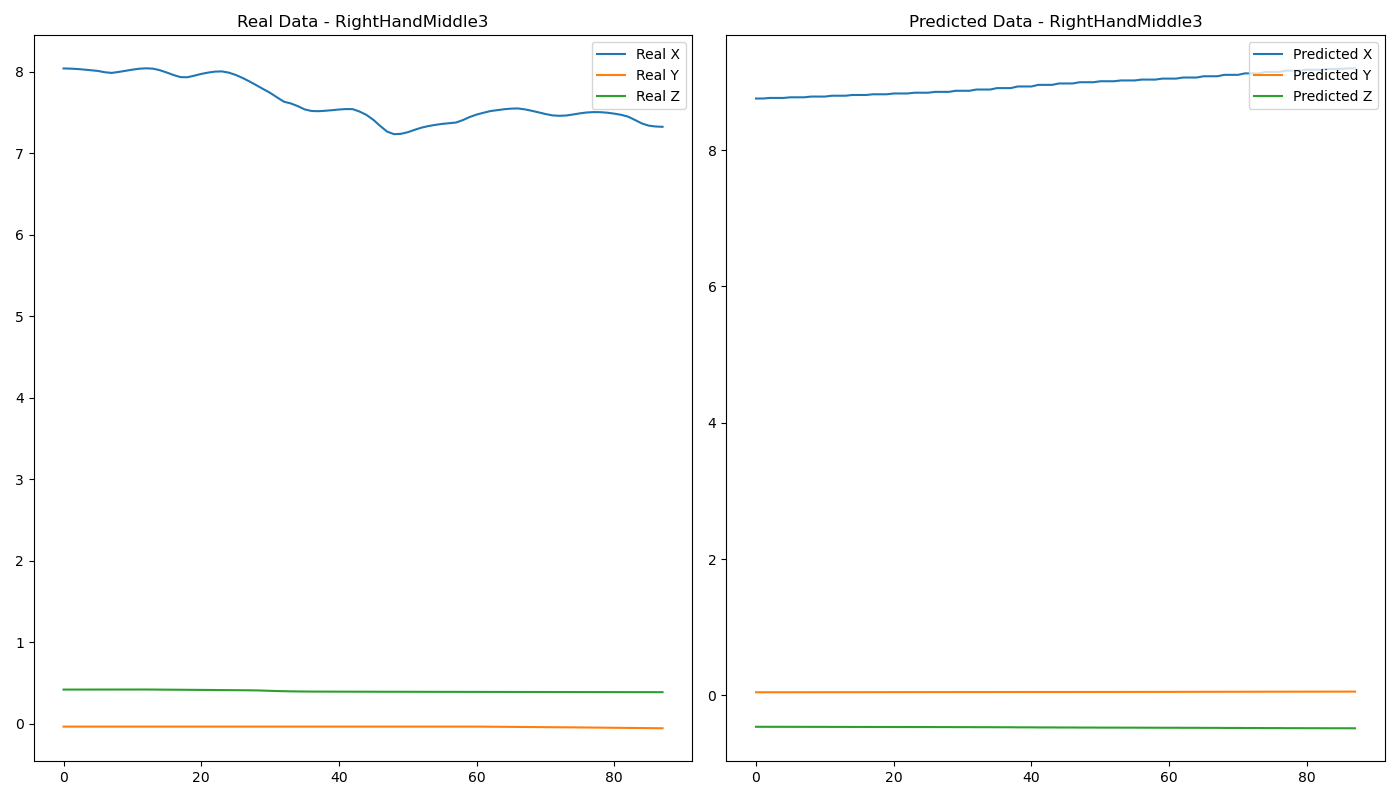 Real Data - RightHandMiddle3
Real X
Real Y
Real Z
8
7
6
5
4
3
2
1
0
0 20 40 60 80
Predicted Data - RightHandMiddle3
Predicted X
Predicted Y
Predicted Z
8
6
4
2
0
0 20 40 60 80